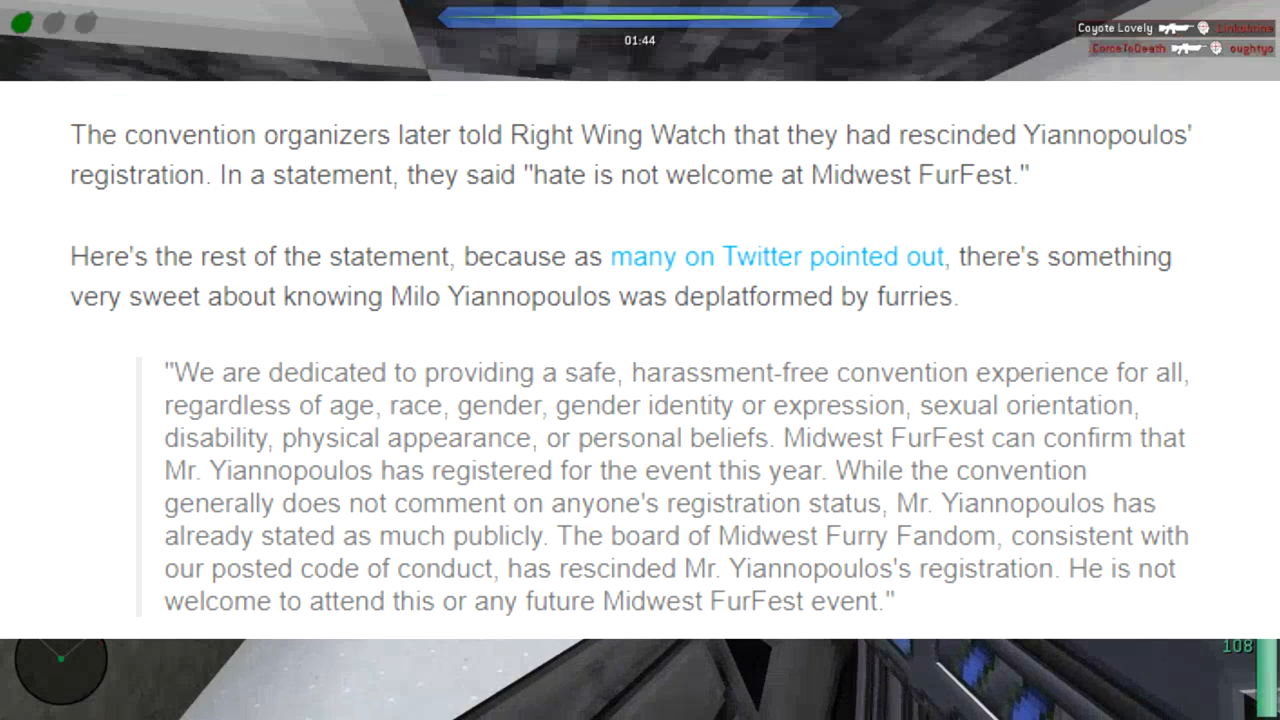 01:44
Coyote Lovely
CorceToDeath oughtyo
The convention organizers later told Right Wing Watch that they had rescinded Yiannopoulos'
registration. In a statement, they said "hate is not welcome at Midwest FurFest."
Here's the rest of the statement, because as many on Twitter pointed out, there's something
very sweet about knowing Milo Yiannopoulos was deplatformed by furries.
"We are dedicated to providing a safe, harassment-free convention experience for all,
regardless of age, race, gender, gender identity or expression, sexual orientation,
disability, physical appearance, or personal beliefs. Midwest FurFest can confirm that
Mr. Yiannopoulos has registered for the event this year. While the convention
generally does not comment on anyone's registration status, Mr. Yiannopoulos has
already stated as much publicly. The board of Midwest Furry Fandom, consistent with
our posted code of conduct, has rescinded Mr. Yiannopoulos's registration. He is not
welcome to attend this or any future Midwest FurFest event."
108